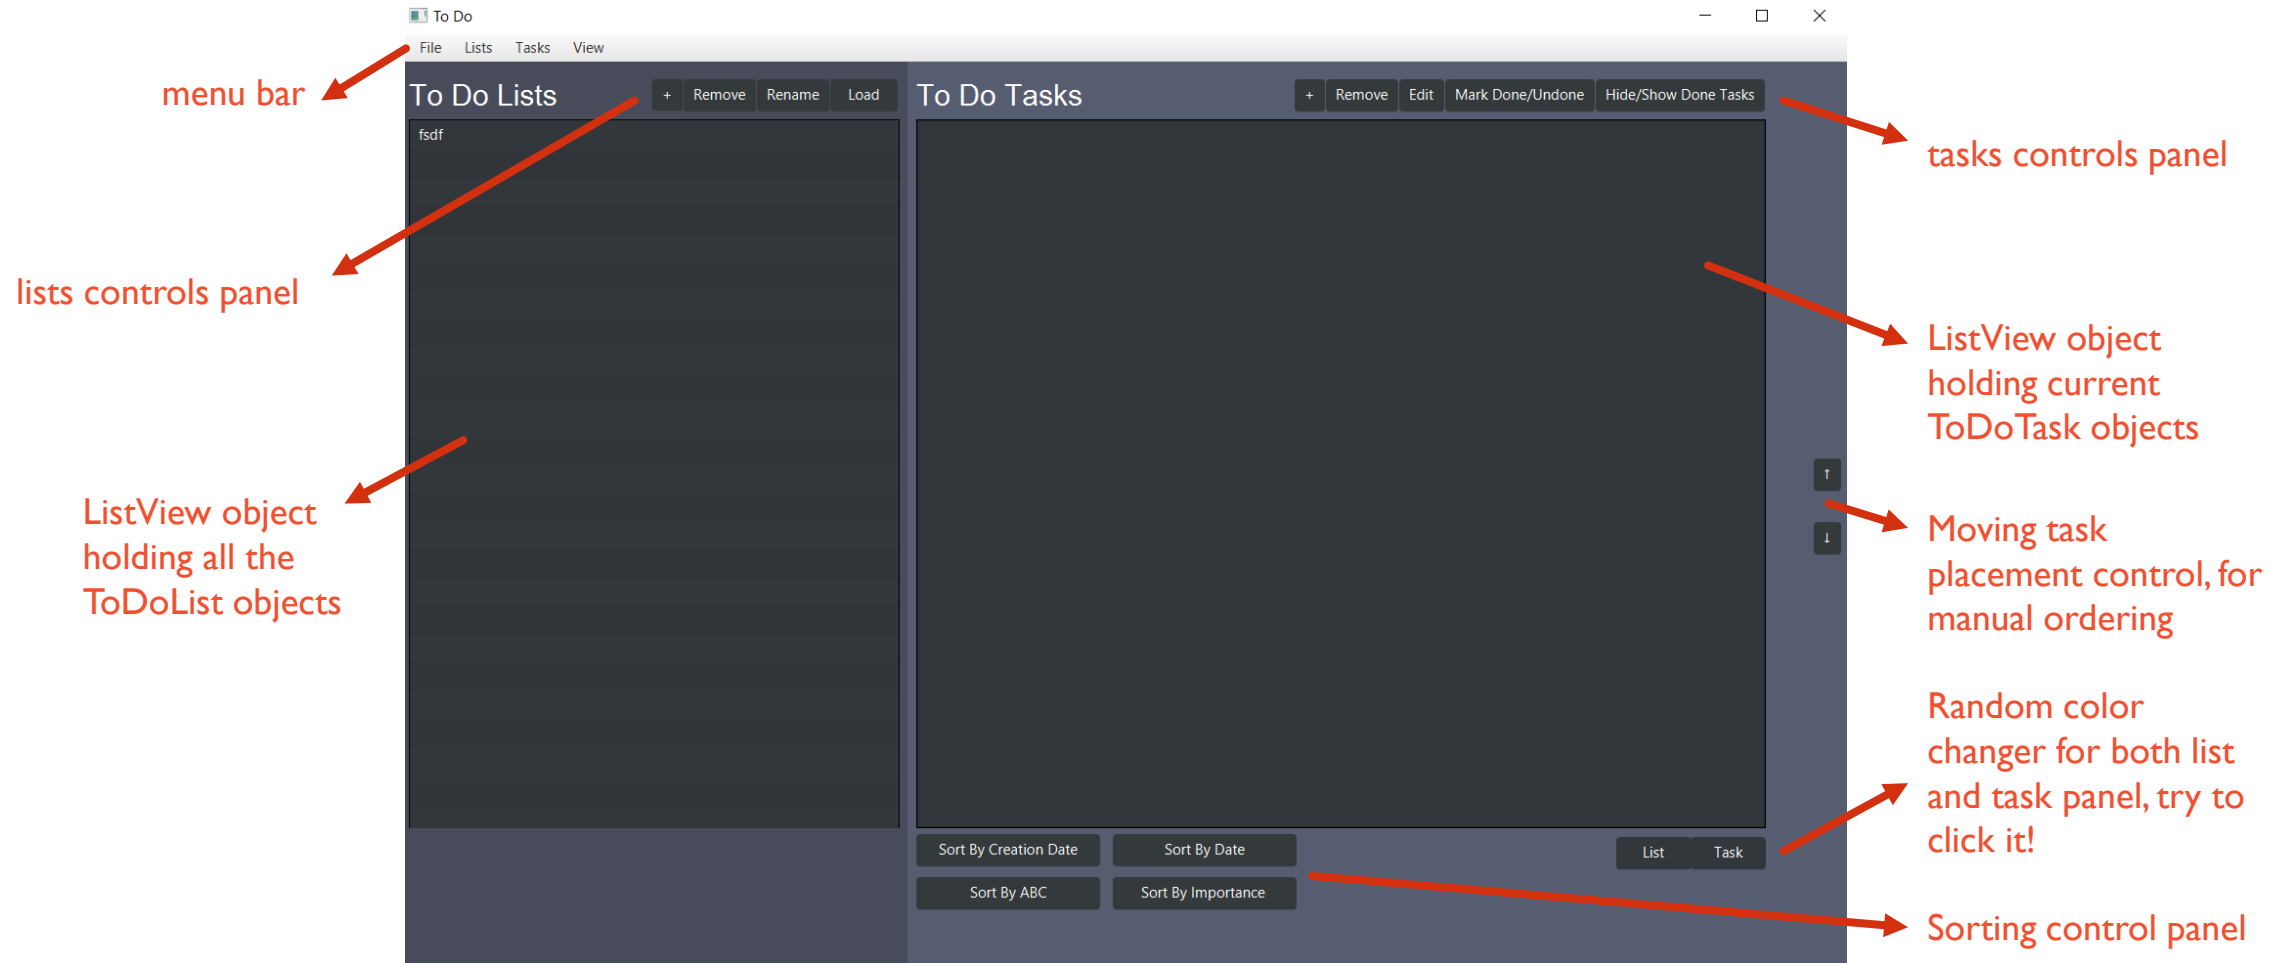 To Do
File Lists Tasks View
menu bar
To Do Lists
+ Remove Rename Load
To Do Tasks
+ Remove Edit Mark Done/Undone Hide/Show Done Tasks
fsdf
tasks controls panel
lists controls panel
ListView object
holding current
ToDoTask objects
↑
↓
ListView object
holding all the
ToDoList objects
Moving task
placement control, for
manual ordering
Random color
changer for both list
and task panel, try to
click it!
Sort By Creation Date Sort By Date
List Task
Sort By ABC Sort By Importance
Sorting control panel